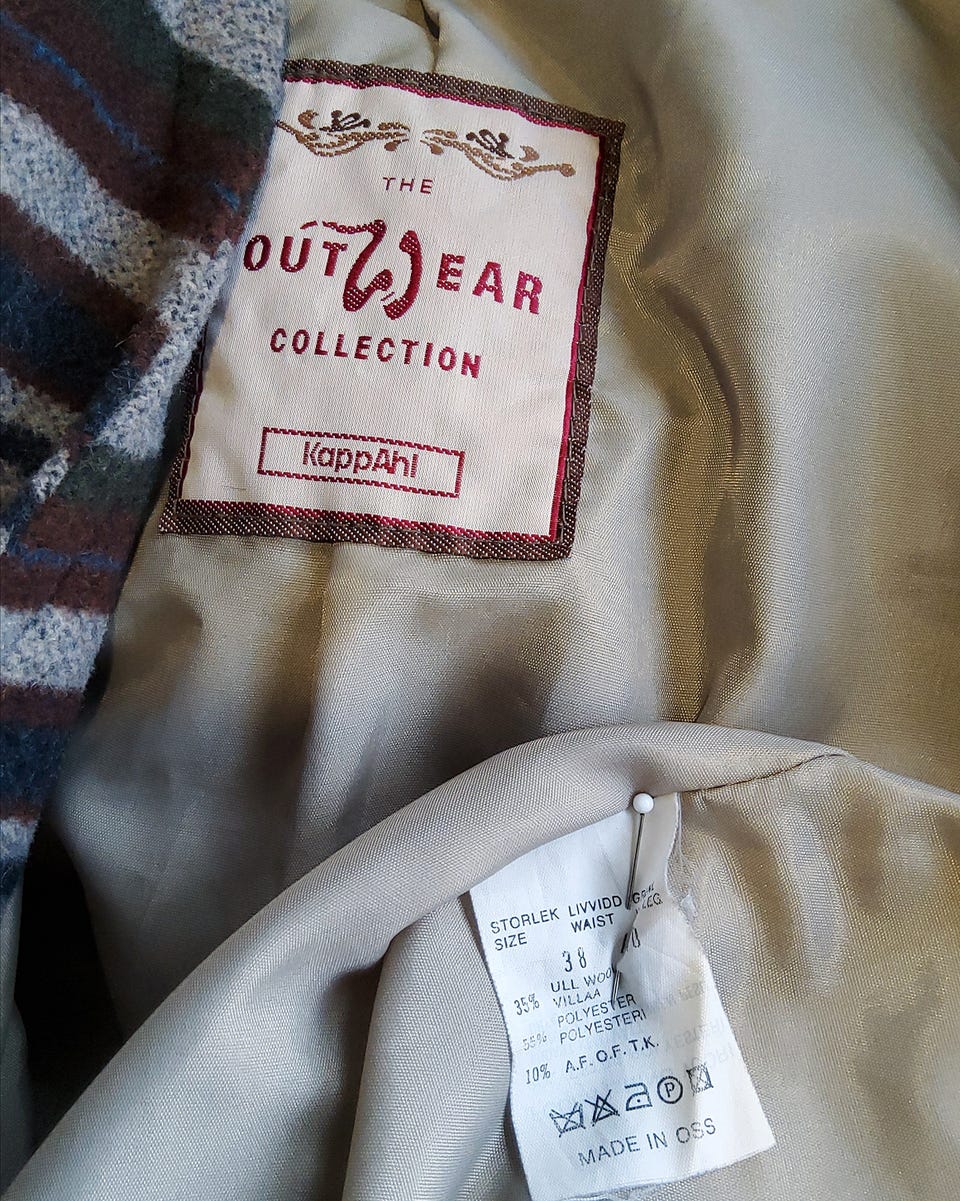 THE
OUTWEAR
COLLECTION
KappAhl
STORLEK LIVVIDD
SIZE WAIST
38
35% ULL WOO
VILLAA
POLYESTER
55% POLYESTERI
10% A.F.O.F.T.K.
P
MADE IN OSS